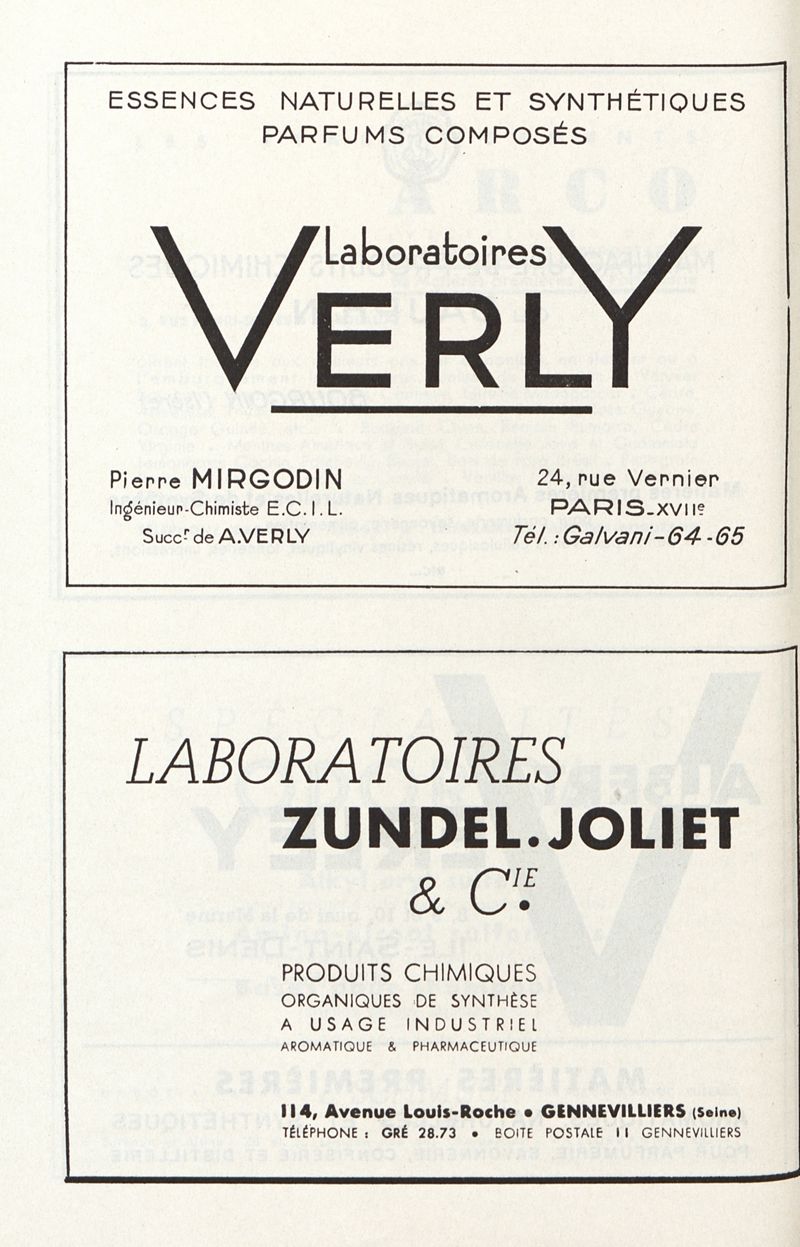 ESSENCES NATURELLES ET SYNTHÉTIQUES
PARFUMS COMPOSÉS
Laboratoires
VERLY
Pierre MIRGODIN
Ingénieur-Chimiste E.C.I.L.
Succr de A.VERLY
24, rue Vernier
PARIS-XVIIe
Tél. : Galvani-64-65
LABORATOIRES
ZUNDEL.JOLIET
& CIE.
PRODUITS CHIMIQUES
ORGANIQUES DE SYNTHÈSE
A USAGE INDUSTRIEL
AROMATIQUE & PHARMACEUTIQUE
114, Avenue Louis-Roche • GENNEVILLIERS (Seine)
TÉLÉPHONE : GRÉ 28.73 • BOITE POSTALE 11 GENNEVILLIERS